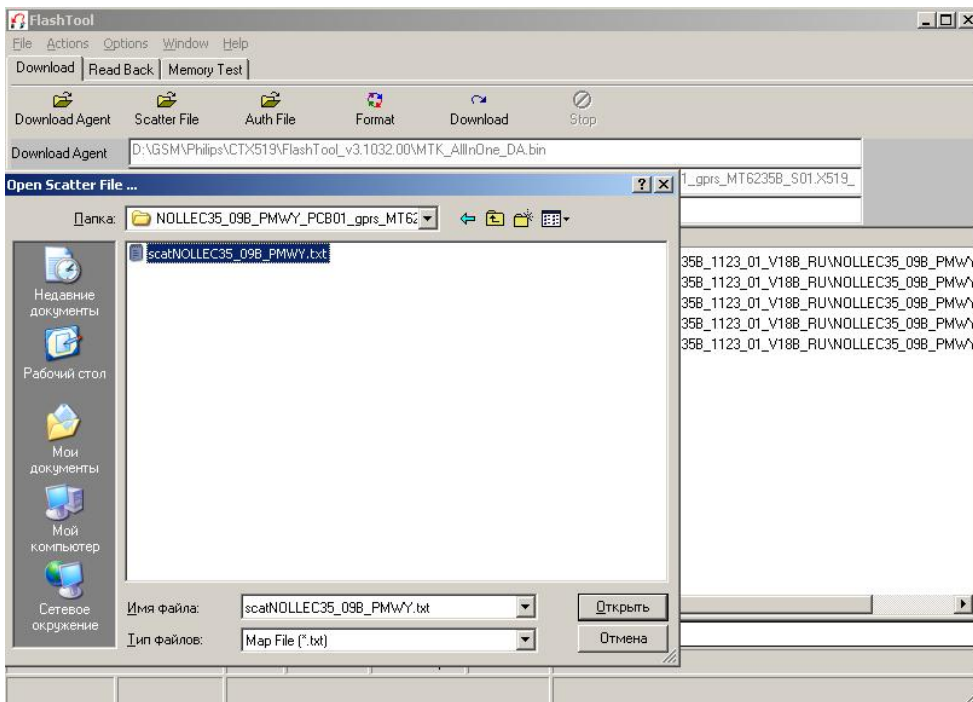 FlashTool
File Actions Options Window Help
Download Read Back Memory Test
Download Agent Scatter File Auth File Format Download Stop
Download Agent D:\GSM\Philips\CTX519\FlashTool_v3.1032.00\MTK_AllInOne_DA.bin
1_gprs_MT6235B_S01.X519_
Open Scatter File ...
Папка: NOLLEC35_09B_PMWY_PCB01_gprs_MT62
scatNOLLEC35_09B_PMWY.txt
35B_1123_01_V18B_RU\NOLLEC35_09B_PMWY
35B_1123_01_V18B_RU\NOLLEC35_09B_PMWY
35B_1123_01_V18B_RU\NOLLEC35_09B_PMWY
35B_1123_01_V18B_RU\NOLLEC35_09B_PMWY
35B_1123_01_V18B_RU\NOLLEC35_09B_PMWY
Недавние
документы
Рабочий стол
Мои
документы
Мой
компьютер
Сетевое
окружение
Имя файла: scatNOLLEC35_09B_PMWY.txt Открыть
Тип файлов: Map File (*.txt) Отмена